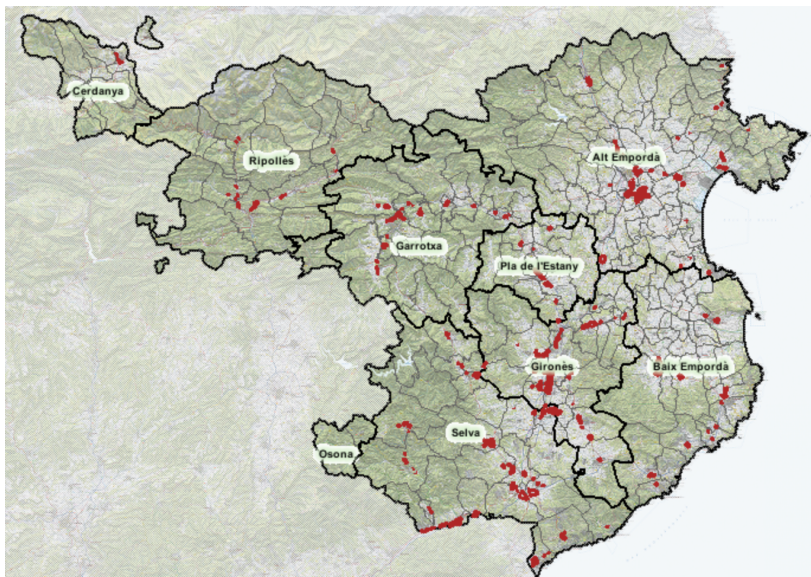 Cerdanya
Ripollès
Alt Empordà
Garrotxa
Pla de l'Estany
Gironès
Baix Empordà
Selva
Osona